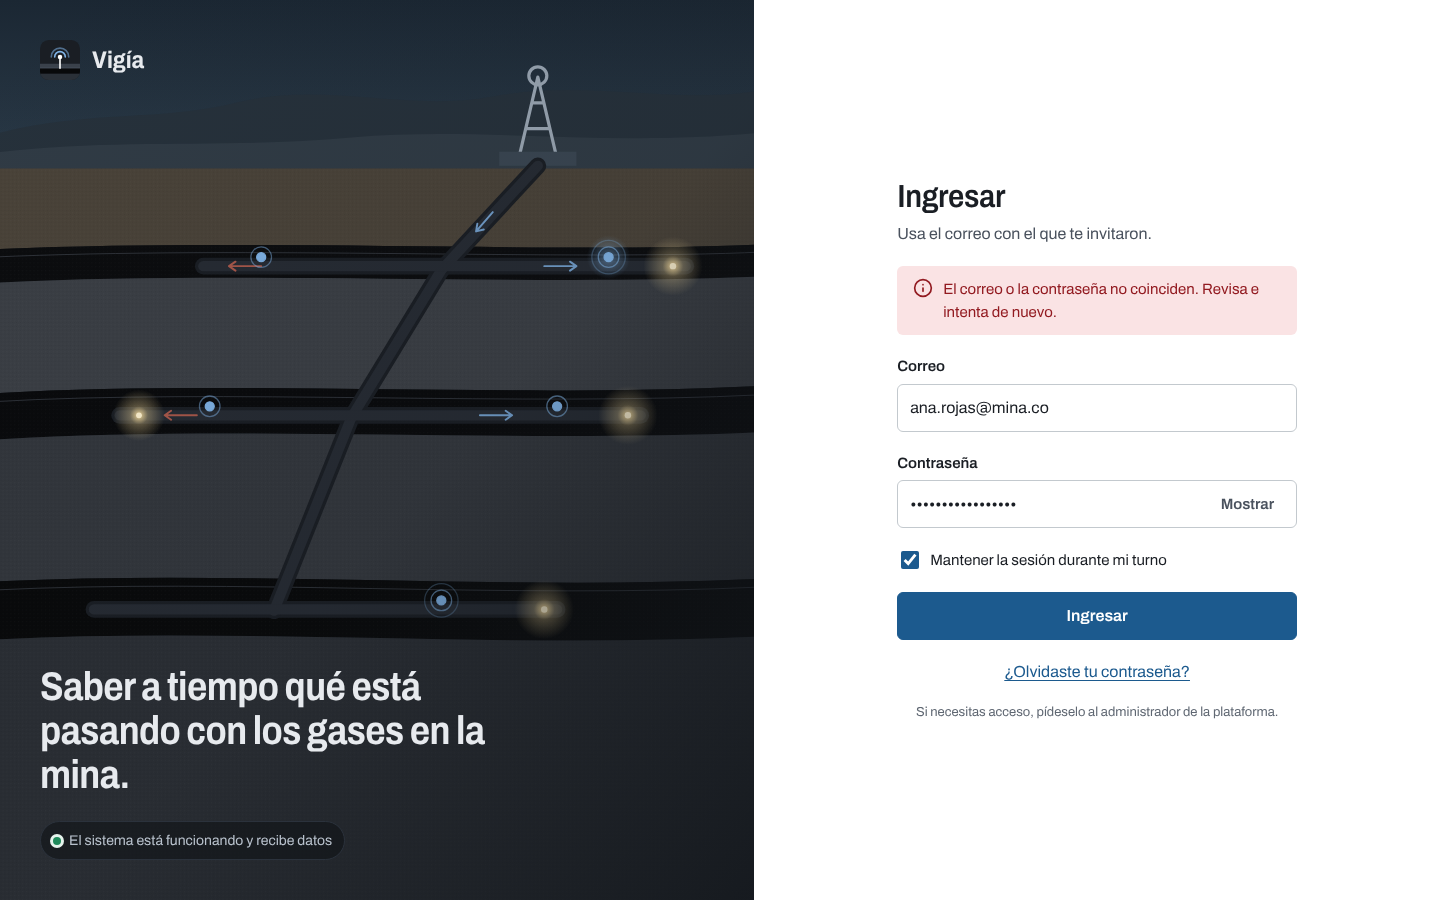 Vigía
Saber a tiempo qué está
pasando con los gases en la
mina.
El sistema está funcionando y recibe datos
Ingresar
Usa el correo con el que te invitaron.
El correo o la contraseña no coinciden. Revisa e
intenta de nuevo.
Correo
ana.rojas@mina.co
Contraseña
••••••••••••••••• Mostrar
Mantener la sesión durante mi turno
Ingresar
¿Olvidaste tu contraseña?
Si necesitas acceso, pídeselo al administrador de la plataforma.